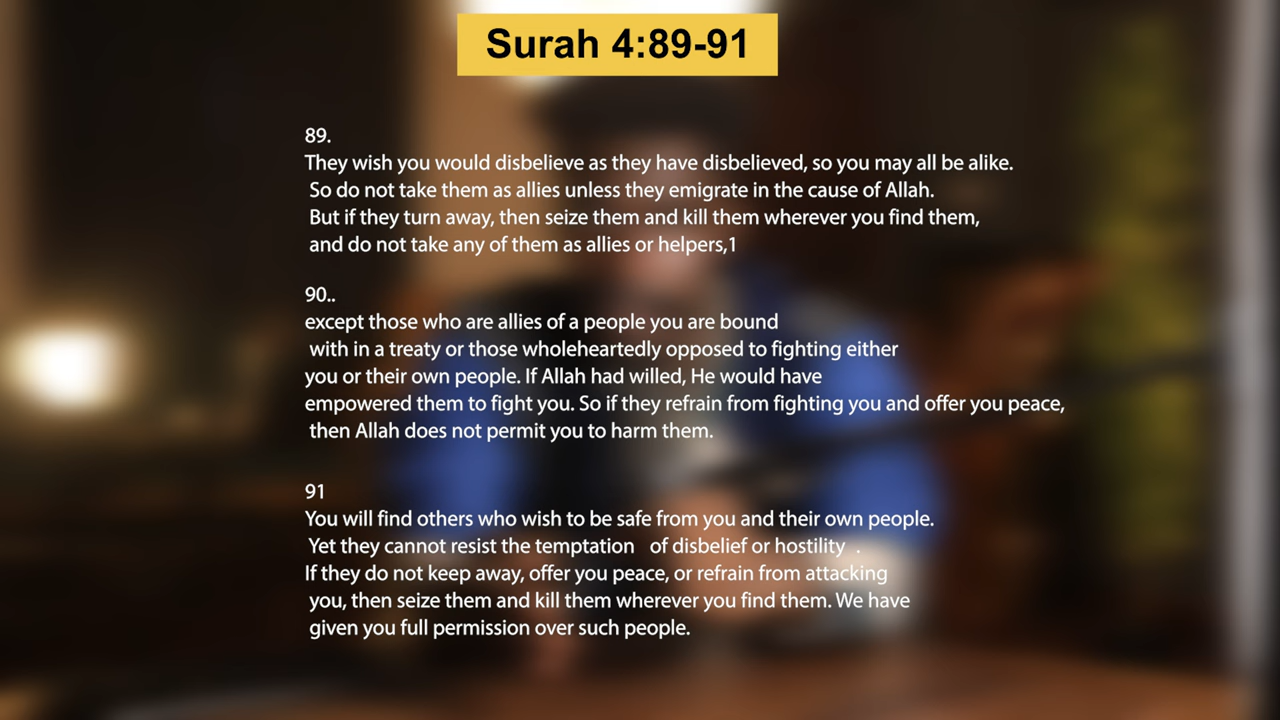 Surah 4:89-91
89.
They wish you would disbelieve as they have disbelieved, so you may all be alike.
So do not take them as allies unless they emigrate in the cause of Allah.
But if they turn away, then seize them and kill them wherever you find them,
and do not take any of them as allies or helpers,1
90..
except those who are allies of a people you are bound
with in a treaty or those wholeheartedly opposed to fighting either
you or their own people. If Allah had willed, He would have
empowered them to fight you. So if they refrain from fighting you and offer you peace,
then Allah does not permit you to harm them.
91
You will find others who wish to be safe from you and their own people.
Yet they cannot resist the temptation of disbelief or hostility .
If they do not keep away, offer you peace, or refrain from attacking
you, then seize them and kill them wherever you find them. We have
given you full permission over such people.